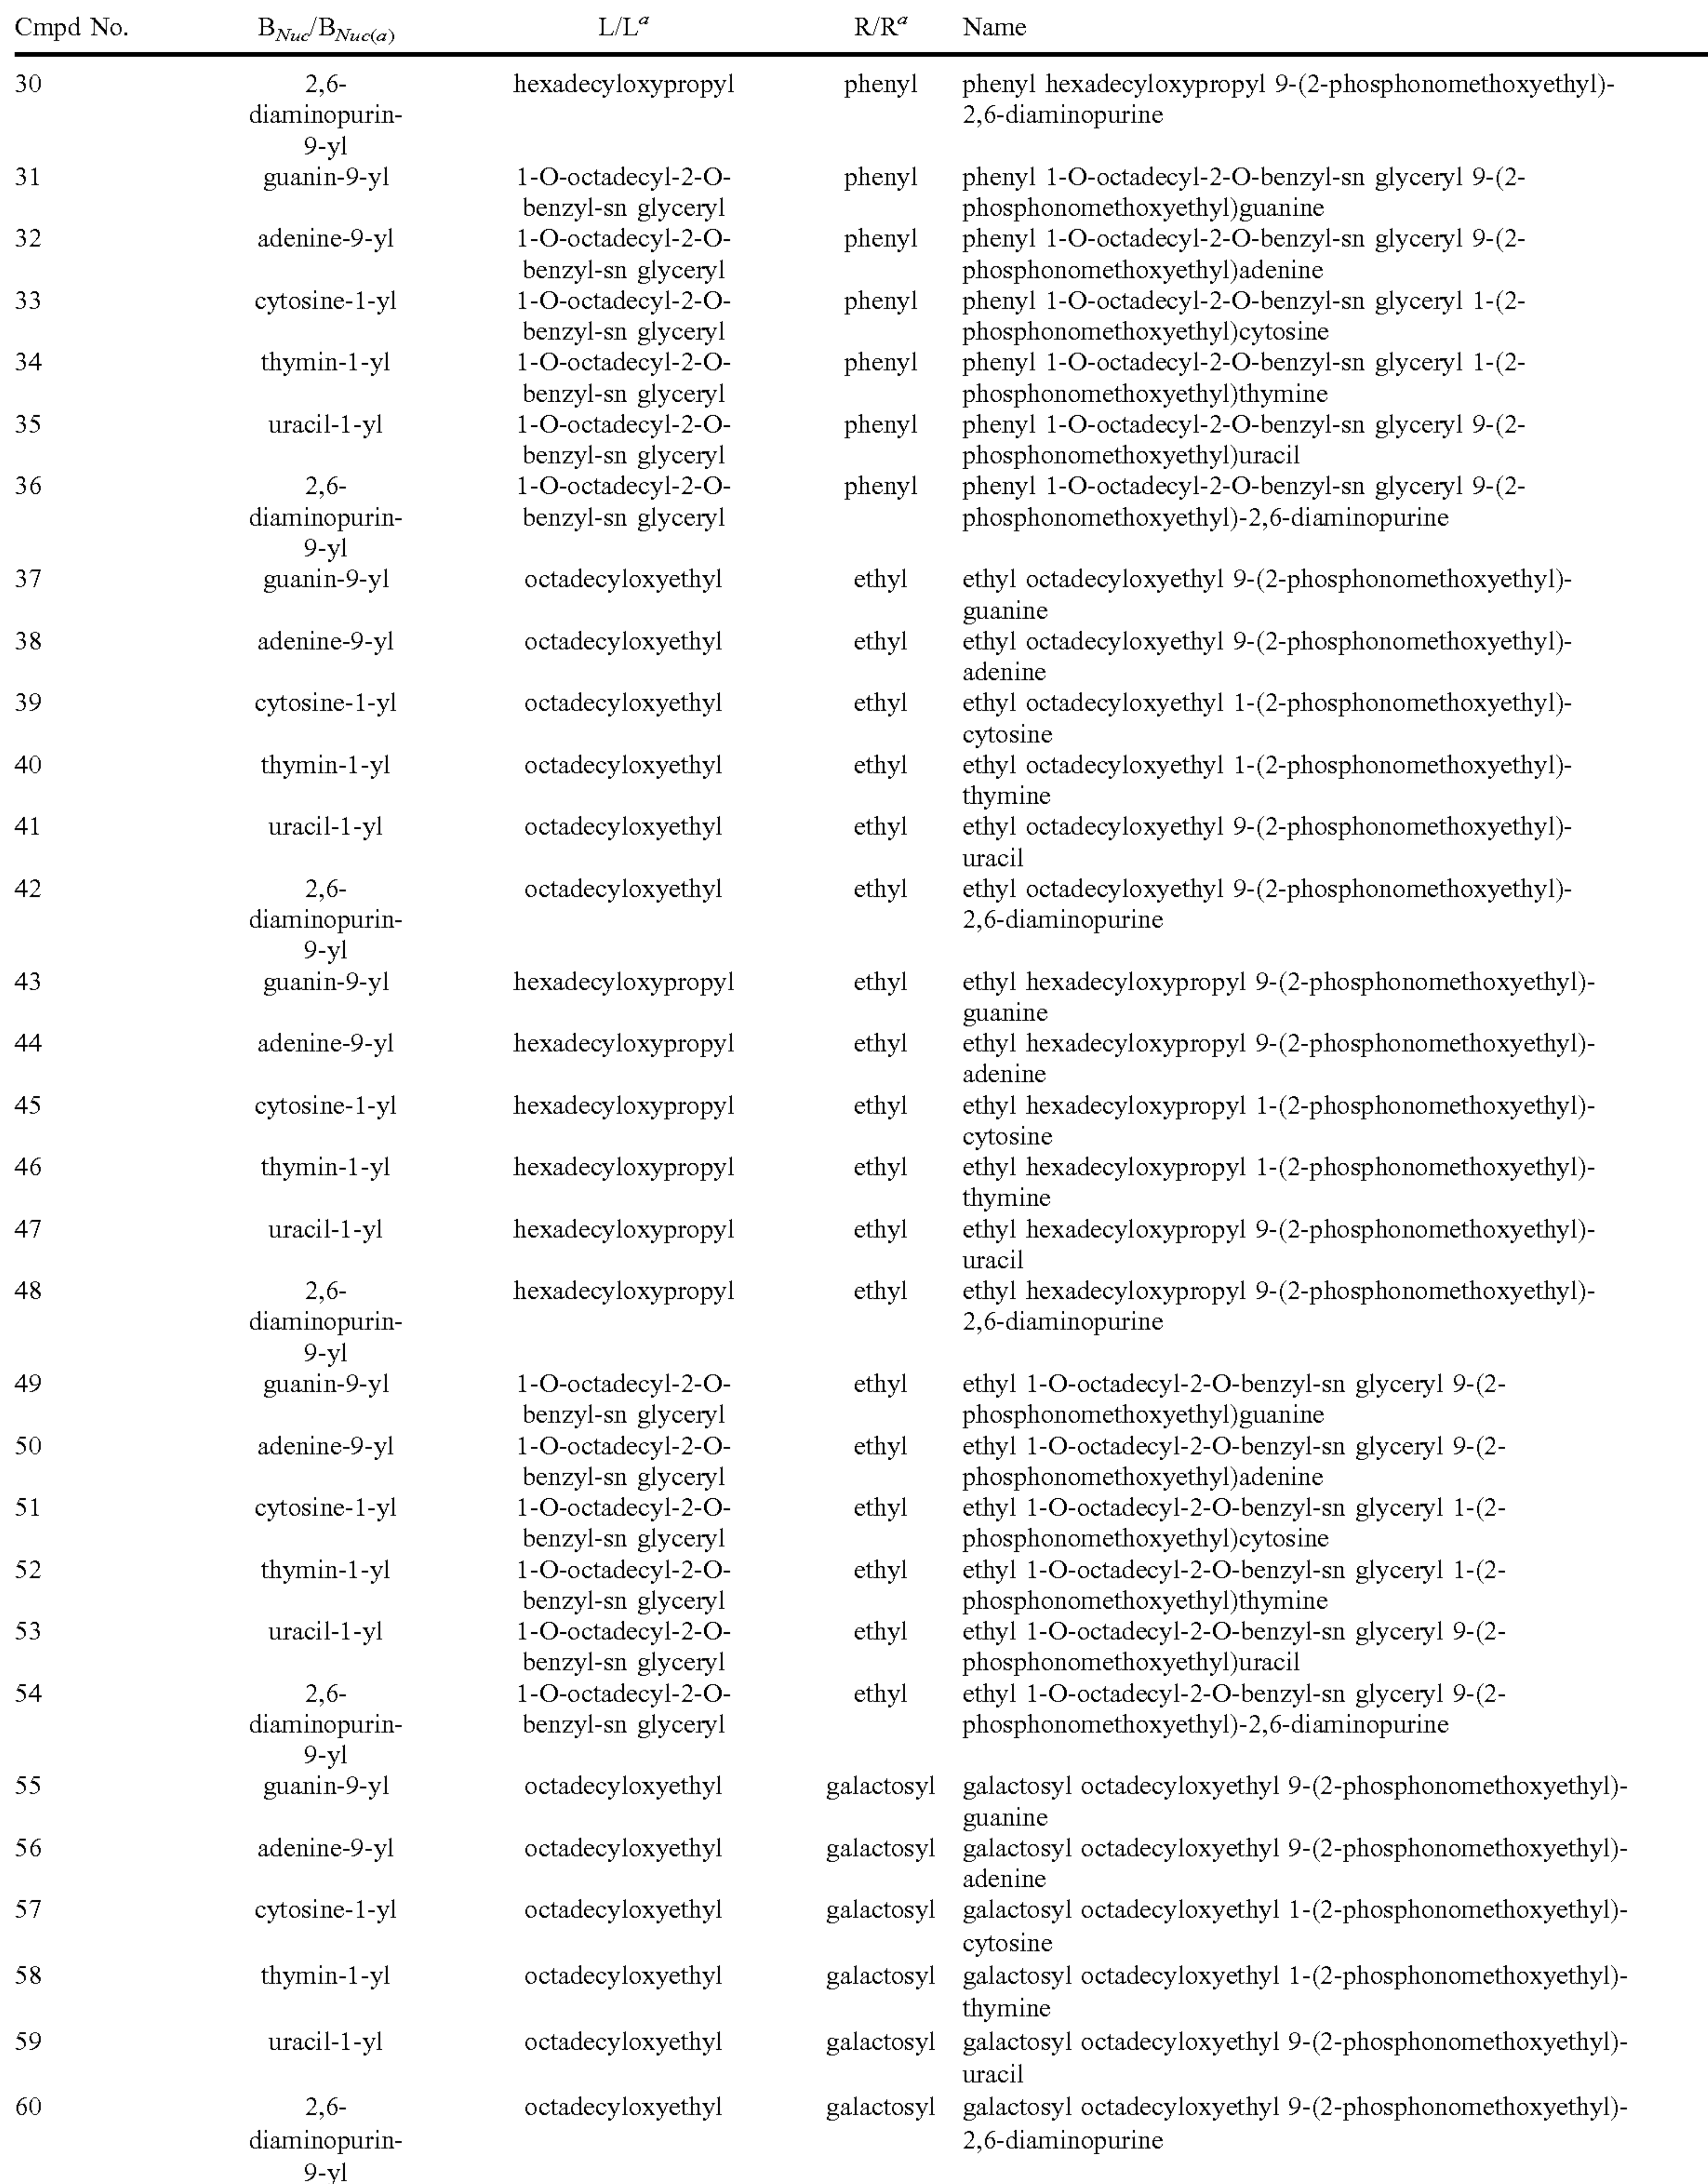 Cmpd No. B_Nuc/B_Nuc(a) L/L^a R/R^a Name
30 2,6- hexadecyloxypropyl phenyl phenyl hexadecyloxypropyl 9-(2-phosphonomethoxyethyl)-
diaminopurin- 2,6-diaminopurine
9-yl
31 guanin-9-yl 1-O-octadecyl-2-O- phenyl phenyl 1-O-octadecyl-2-O-benzyl-sn glyceryl 9-(2-
benzyl-sn glyceryl phosphonomethoxyethyl)guanine
32 adenine-9-yl 1-O-octadecyl-2-O- phenyl phenyl 1-O-octadecyl-2-O-benzyl-sn glyceryl 9-(2-
benzyl-sn glyceryl phosphonomethoxyethyl)adenine
33 cytosine-1-yl 1-O-octadecyl-2-O- phenyl phenyl 1-O-octadecyl-2-O-benzyl-sn glyceryl 1-(2-
benzyl-sn glyceryl phosphonomethoxyethyl)cytosine
34 thymin-1-yl 1-O-octadecyl-2-O- phenyl phenyl 1-O-octadecyl-2-O-benzyl-sn glyceryl 1-(2-
benzyl-sn glyceryl phosphonomethoxyethyl)thymine
35 uracil-1-yl 1-O-octadecyl-2-O- phenyl phenyl 1-O-octadecyl-2-O-benzyl-sn glyceryl 9-(2-
benzyl-sn glyceryl phosphonomethoxyethyl)uracil
36 2,6- 1-O-octadecyl-2-O- phenyl phenyl 1-O-octadecyl-2-O-benzyl-sn glyceryl 9-(2-
diaminopurin- benzyl-sn glyceryl phosphonomethoxyethyl)-2,6-diaminopurine
9-yl
37 guanin-9-yl octadecyloxyethyl ethyl ethyl octadecyloxyethyl 9-(2-phosphonomethoxyethyl)-
guanine
38 adenine-9-yl octadecyloxyethyl ethyl ethyl octadecyloxyethyl 9-(2-phosphonomethoxyethyl)-
adenine
39 cytosine-1-yl octadecyloxyethyl ethyl ethyl octadecyloxyethyl 1-(2-phosphonomethoxyethyl)-
cytosine
40 thymin-1-yl octadecyloxyethyl ethyl ethyl octadecyloxyethyl 1-(2-phosphonomethoxyethyl)-
thymine
41 uracil-1-yl octadecyloxyethyl ethyl ethyl octadecyloxyethyl 9-(2-phosphonomethoxyethyl)-
uracil
42 2,6- octadecyloxyethyl ethyl ethyl octadecyloxyethyl 9-(2-phosphonomethoxyethyl)-
diaminopurin- 2,6-diaminopurine
9-yl
43 guanin-9-yl hexadecyloxypropyl ethyl ethyl hexadecyloxypropyl 9-(2-phosphonomethoxyethyl)-
guanine
44 adenine-9-yl hexadecyloxypropyl ethyl ethyl hexadecyloxypropyl 9-(2-phosphonomethoxyethyl)-
adenine
45 cytosine-1-yl hexadecyloxypropyl ethyl ethyl hexadecyloxypropyl 1-(2-phosphonomethoxyethyl)-
cytosine
46 thymin-1-yl hexadecyloxypropyl ethyl ethyl hexadecyloxypropyl 1-(2-phosphonomethoxyethyl)-
thymine
47 uracil-1-yl hexadecyloxypropyl ethyl ethyl hexadecyloxypropyl 9-(2-phosphonomethoxyethyl)-
uracil
48 2,6- hexadecyloxypropyl ethyl ethyl hexadecyloxypropyl 9-(2-phosphonomethoxyethyl)-
diaminopurin- 2,6-diaminopurine
9-yl
49 guanin-9-yl 1-O-octadecyl-2-O- ethyl ethyl 1-O-octadecyl-2-O-benzyl-sn glyceryl 9-(2-
benzyl-sn glyceryl phosphonomethoxyethyl)guanine
50 adenine-9-yl 1-O-octadecyl-2-O- ethyl ethyl 1-O-octadecyl-2-O-benzyl-sn glyceryl 9-(2-
benzyl-sn glyceryl phosphonomethoxyethyl)adenine
51 cytosine-1-yl 1-O-octadecyl-2-O- ethyl ethyl 1-O-octadecyl-2-O-benzyl-sn glyceryl 1-(2-
benzyl-sn glyceryl phosphonomethoxyethyl)cytosine
52 thymin-1-yl 1-O-octadecyl-2-O- ethyl ethyl 1-O-octadecyl-2-O-benzyl-sn glyceryl 1-(2-
benzyl-sn glyceryl phosphonomethoxyethyl)thymine
53 uracil-1-yl 1-O-octadecyl-2-O- ethyl ethyl 1-O-octadecyl-2-O-benzyl-sn glyceryl 9-(2-
benzyl-sn glyceryl phosphonomethoxyethyl)uracil
54 2,6- 1-O-octadecyl-2-O- ethyl ethyl 1-O-octadecyl-2-O-benzyl-sn glyceryl 9-(2-
diaminopurin- benzyl-sn glyceryl phosphonomethoxyethyl)-2,6-diaminopurine
9-yl
55 guanin-9-yl octadecyloxyethyl galactosyl galactosyl octadecyloxyethyl 9-(2-phosphonomethoxyethyl)-
guanine
56 adenine-9-yl octadecyloxyethyl galactosyl galactosyl octadecyloxyethyl 9-(2-phosphonomethoxyethyl)-
adenine
57 cytosine-1-yl octadecyloxyethyl galactosyl galactosyl octadecyloxyethyl 1-(2-phosphonomethoxyethyl)-
cytosine
58 thymin-1-yl octadecyloxyethyl galactosyl galactosyl octadecyloxyethyl 1-(2-phosphonomethoxyethyl)-
thymine
59 uracil-1-yl octadecyloxyethyl galactosyl galactosyl octadecyloxyethyl 9-(2-phosphonomethoxyethyl)-
uracil
60 2,6- octadecyloxyethyl galactosyl galactosyl octadecyloxyethyl 9-(2-phosphonomethoxyethyl)-
diaminopurin- 2,6-diaminopurine
9-yl